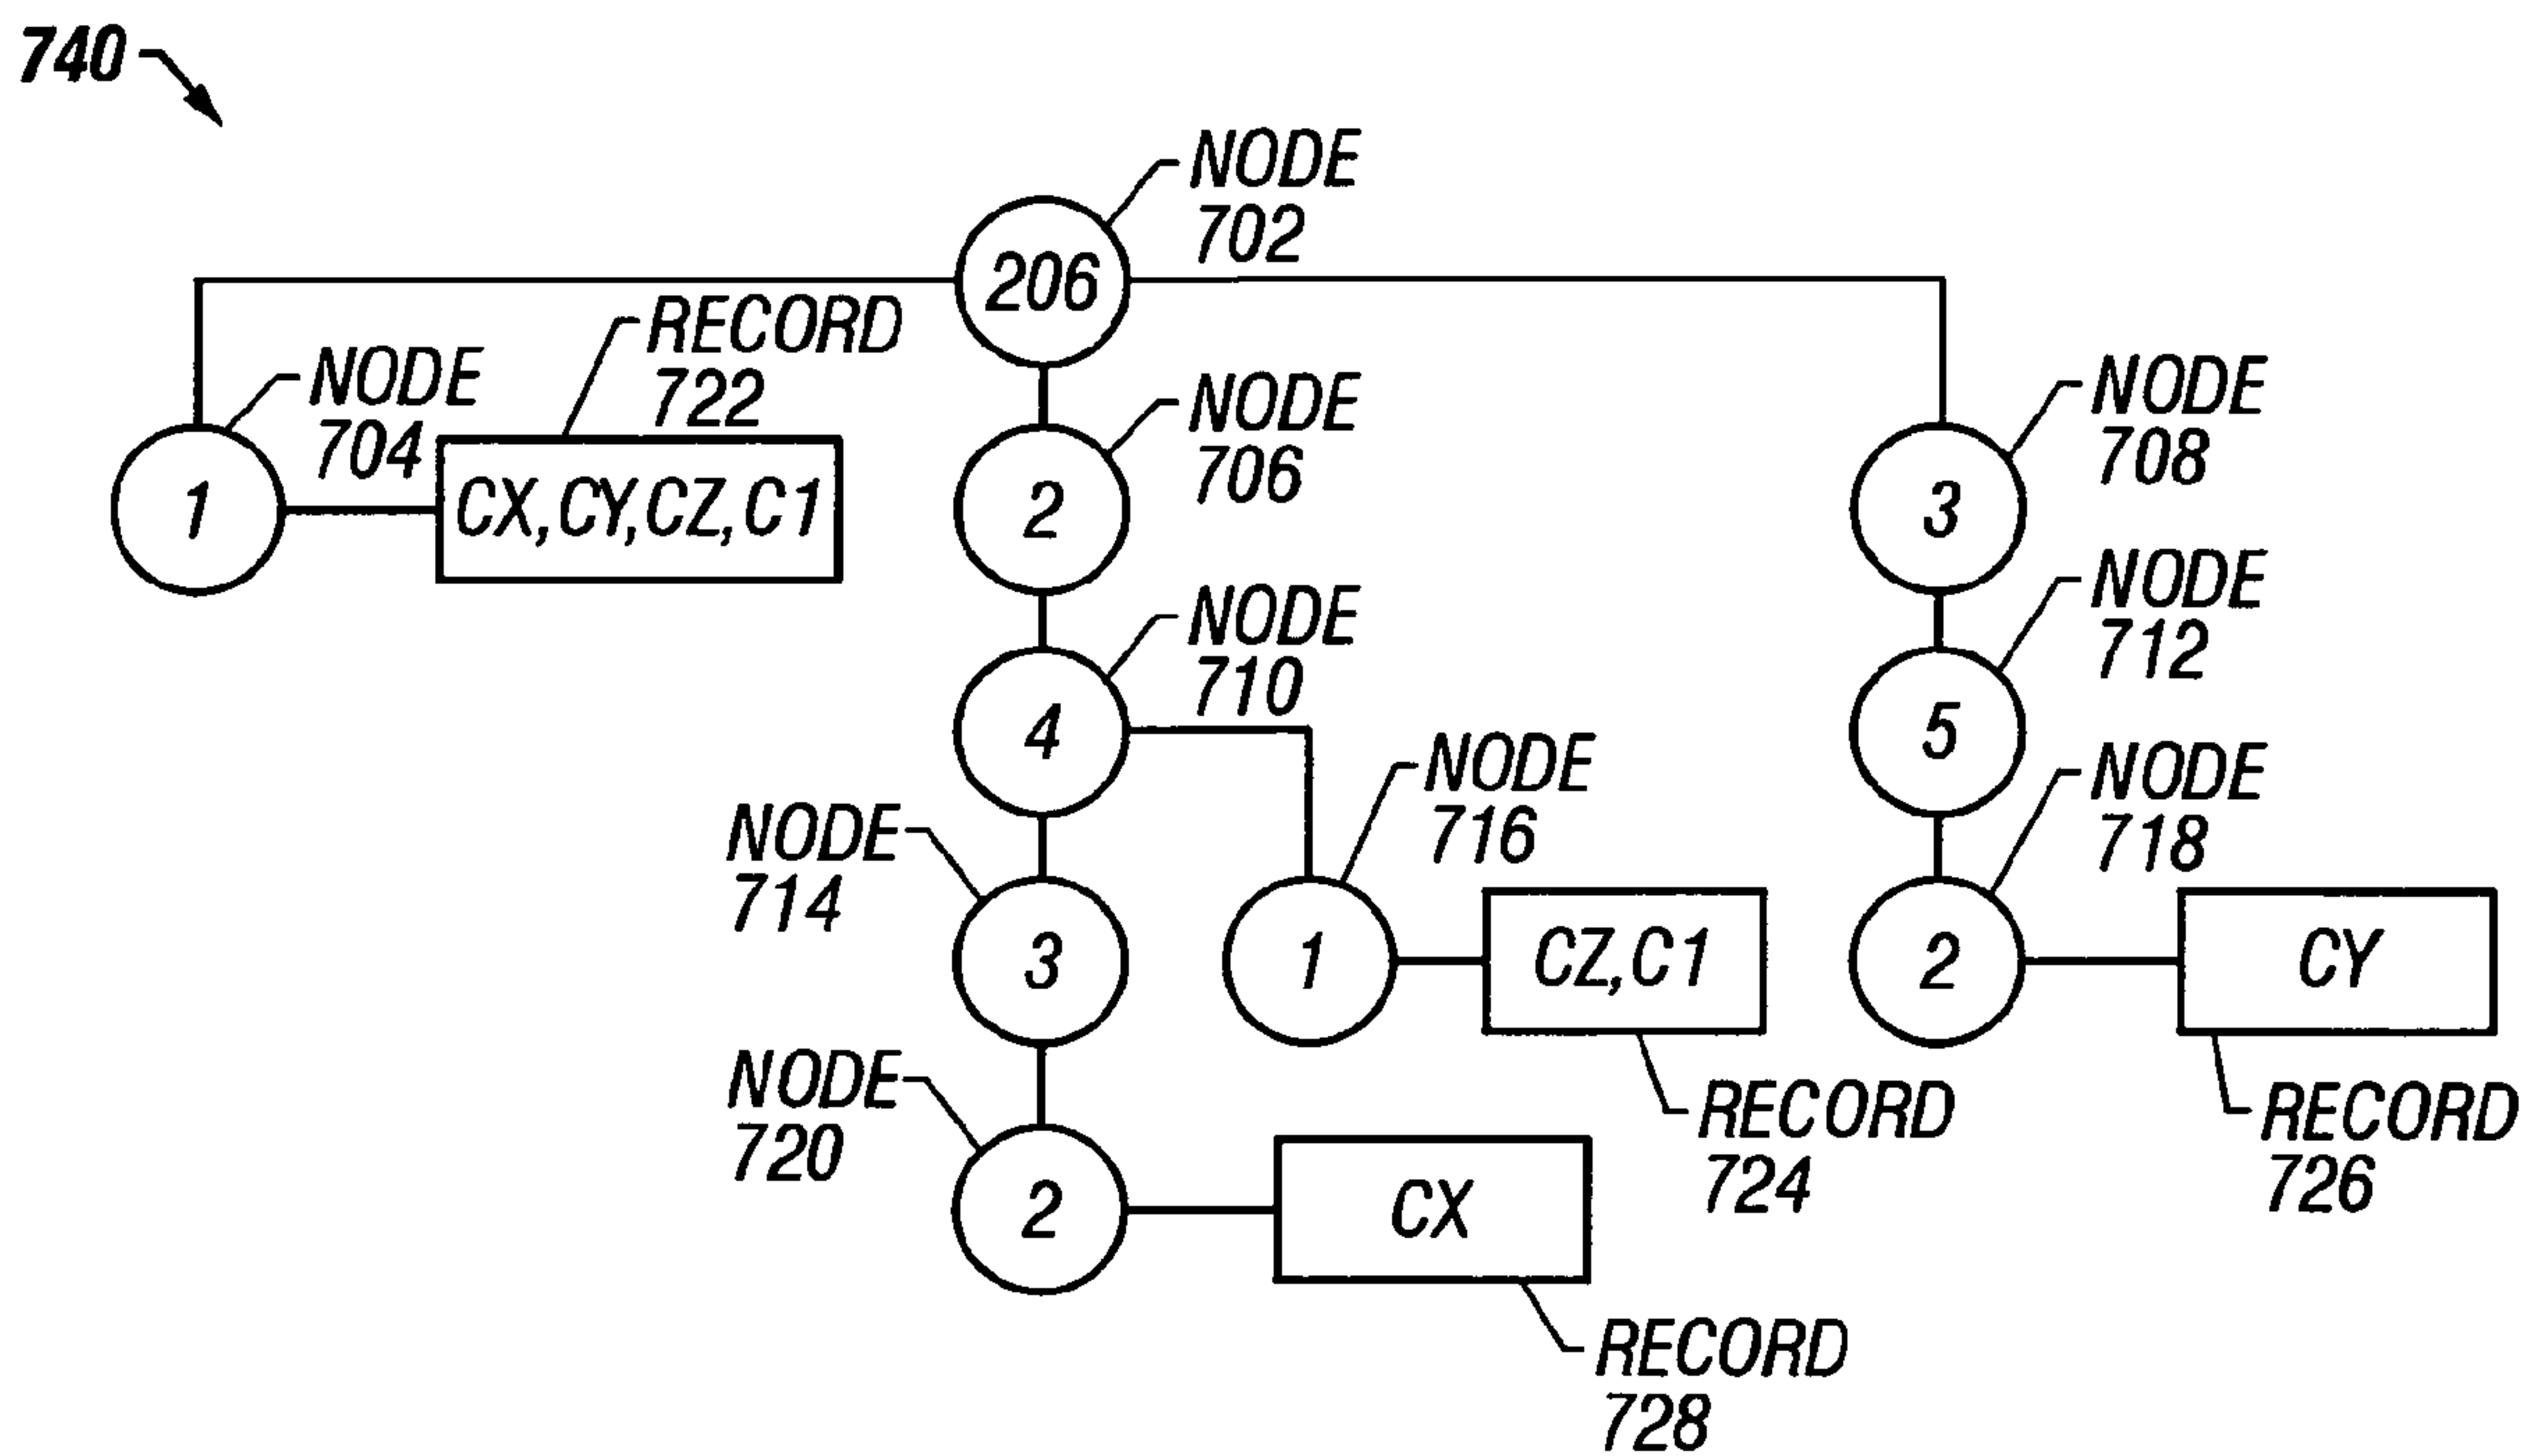 740
NODE
702
206
RECORD
722
NODE
704
NODE
706
NODE
708
1
CX, CY, CZ, C1
2
3
NODE
710
NODE
712
4
5
NODE
714
NODE
716
NODE
718
3
1
CZ, C1
2
CY
NODE
720
RECORD
724
RECORD
726
2
CX
RECORD
728